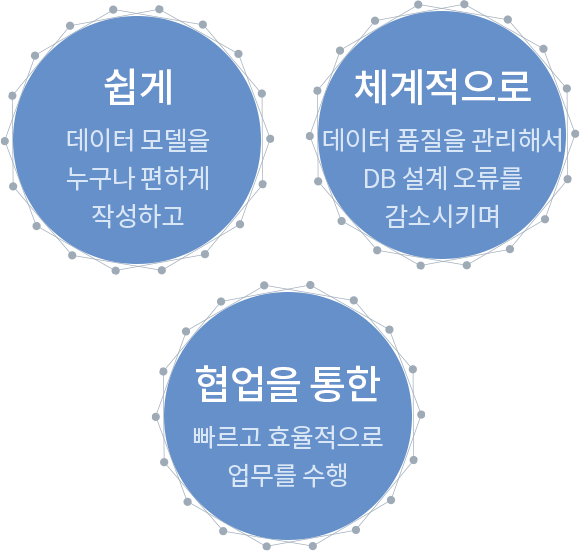 쉽게
데이터 모델을
누구나 편하게
작성하고
체계적으로
데이터 품질을 관리해서
DB 설계 오류를
감소시키며
협업을 통한
빠르고 효율적으로
업무를 수행